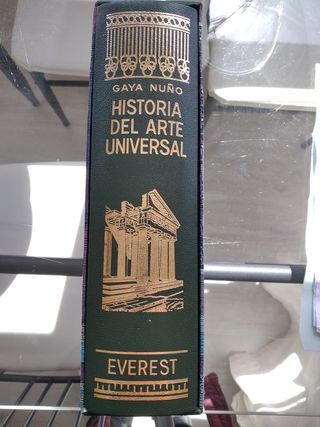 GAYA NUÑO
HISTORIA
DEL ARTE
UNIVERSAL
EVEREST